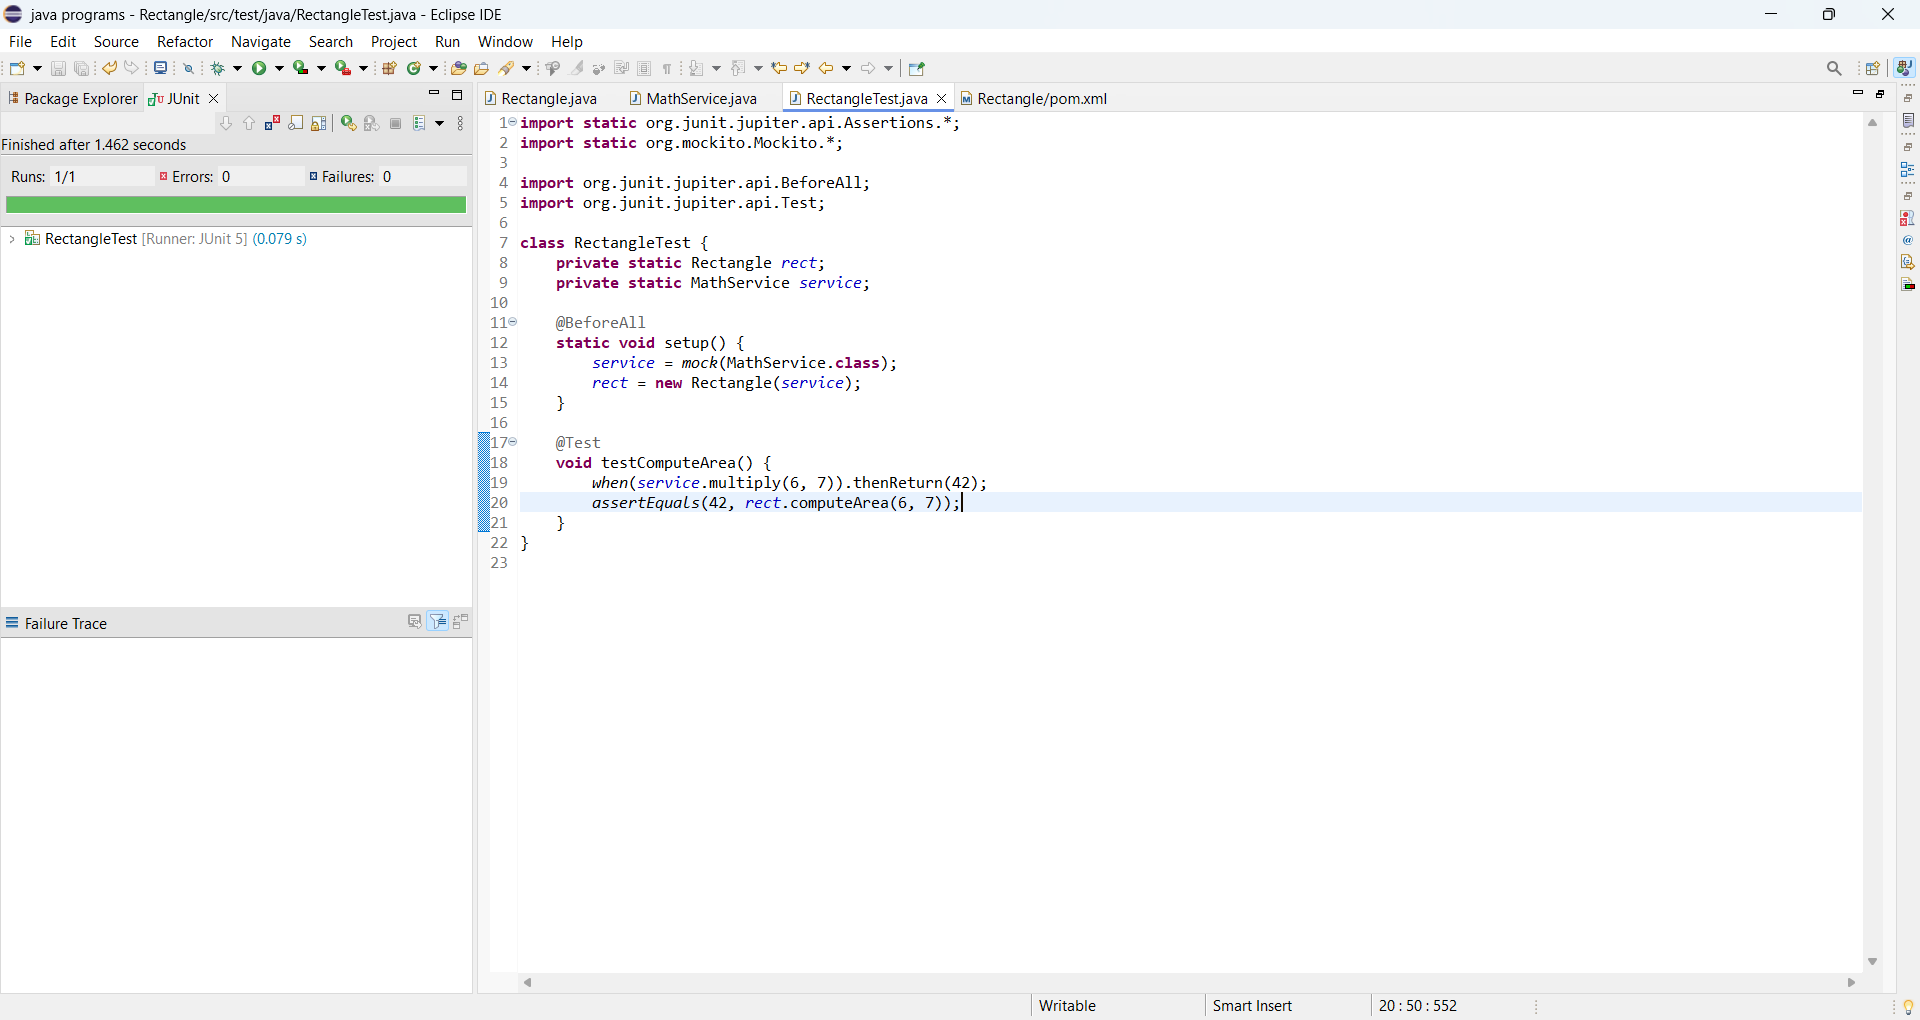 java programs - Rectangle/src/test/java/RectangleTest.java - Eclipse IDE
File Edit Source Refactor Navigate Search Project Run Window Help
Package Explorer JUnit
Rectangle.java MathService.java RectangleTest.java Rectangle/pom.xml
Finished after 1.462 seconds
Runs: 1/1 Errors: 0 Failures: 0
RectangleTest [Runner: JUnit 5] (0.079 s)
Failure Trace
1 import static org.junit.jupiter.api.Assertions.*;
2 import static org.mockito.Mockito.*;
3
4 import org.junit.jupiter.api.BeforeAll;
5 import org.junit.jupiter.api.Test;
6
7 class RectangleTest {
8     private static Rectangle rect;
9     private static MathService service;
10
11     @BeforeAll
12     static void setup() {
13         service = mock(MathService.class);
14         rect = new Rectangle(service);
15     }
16
17     @Test
18     void testComputeArea() {
19         when(service.multiply(6, 7)).thenReturn(42);
20         assertEquals(42, rect.computeArea(6, 7));
21     }
22 }
23
Writable Smart Insert 20 : 50 : 552